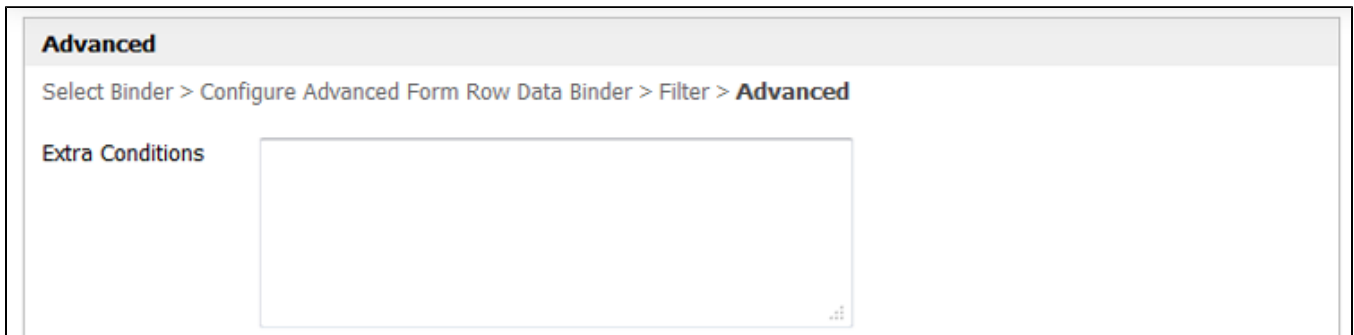 Advanced
Select Binder > Configure Advanced Form Row Data Binder > Filter > Advanced
Extra Conditions